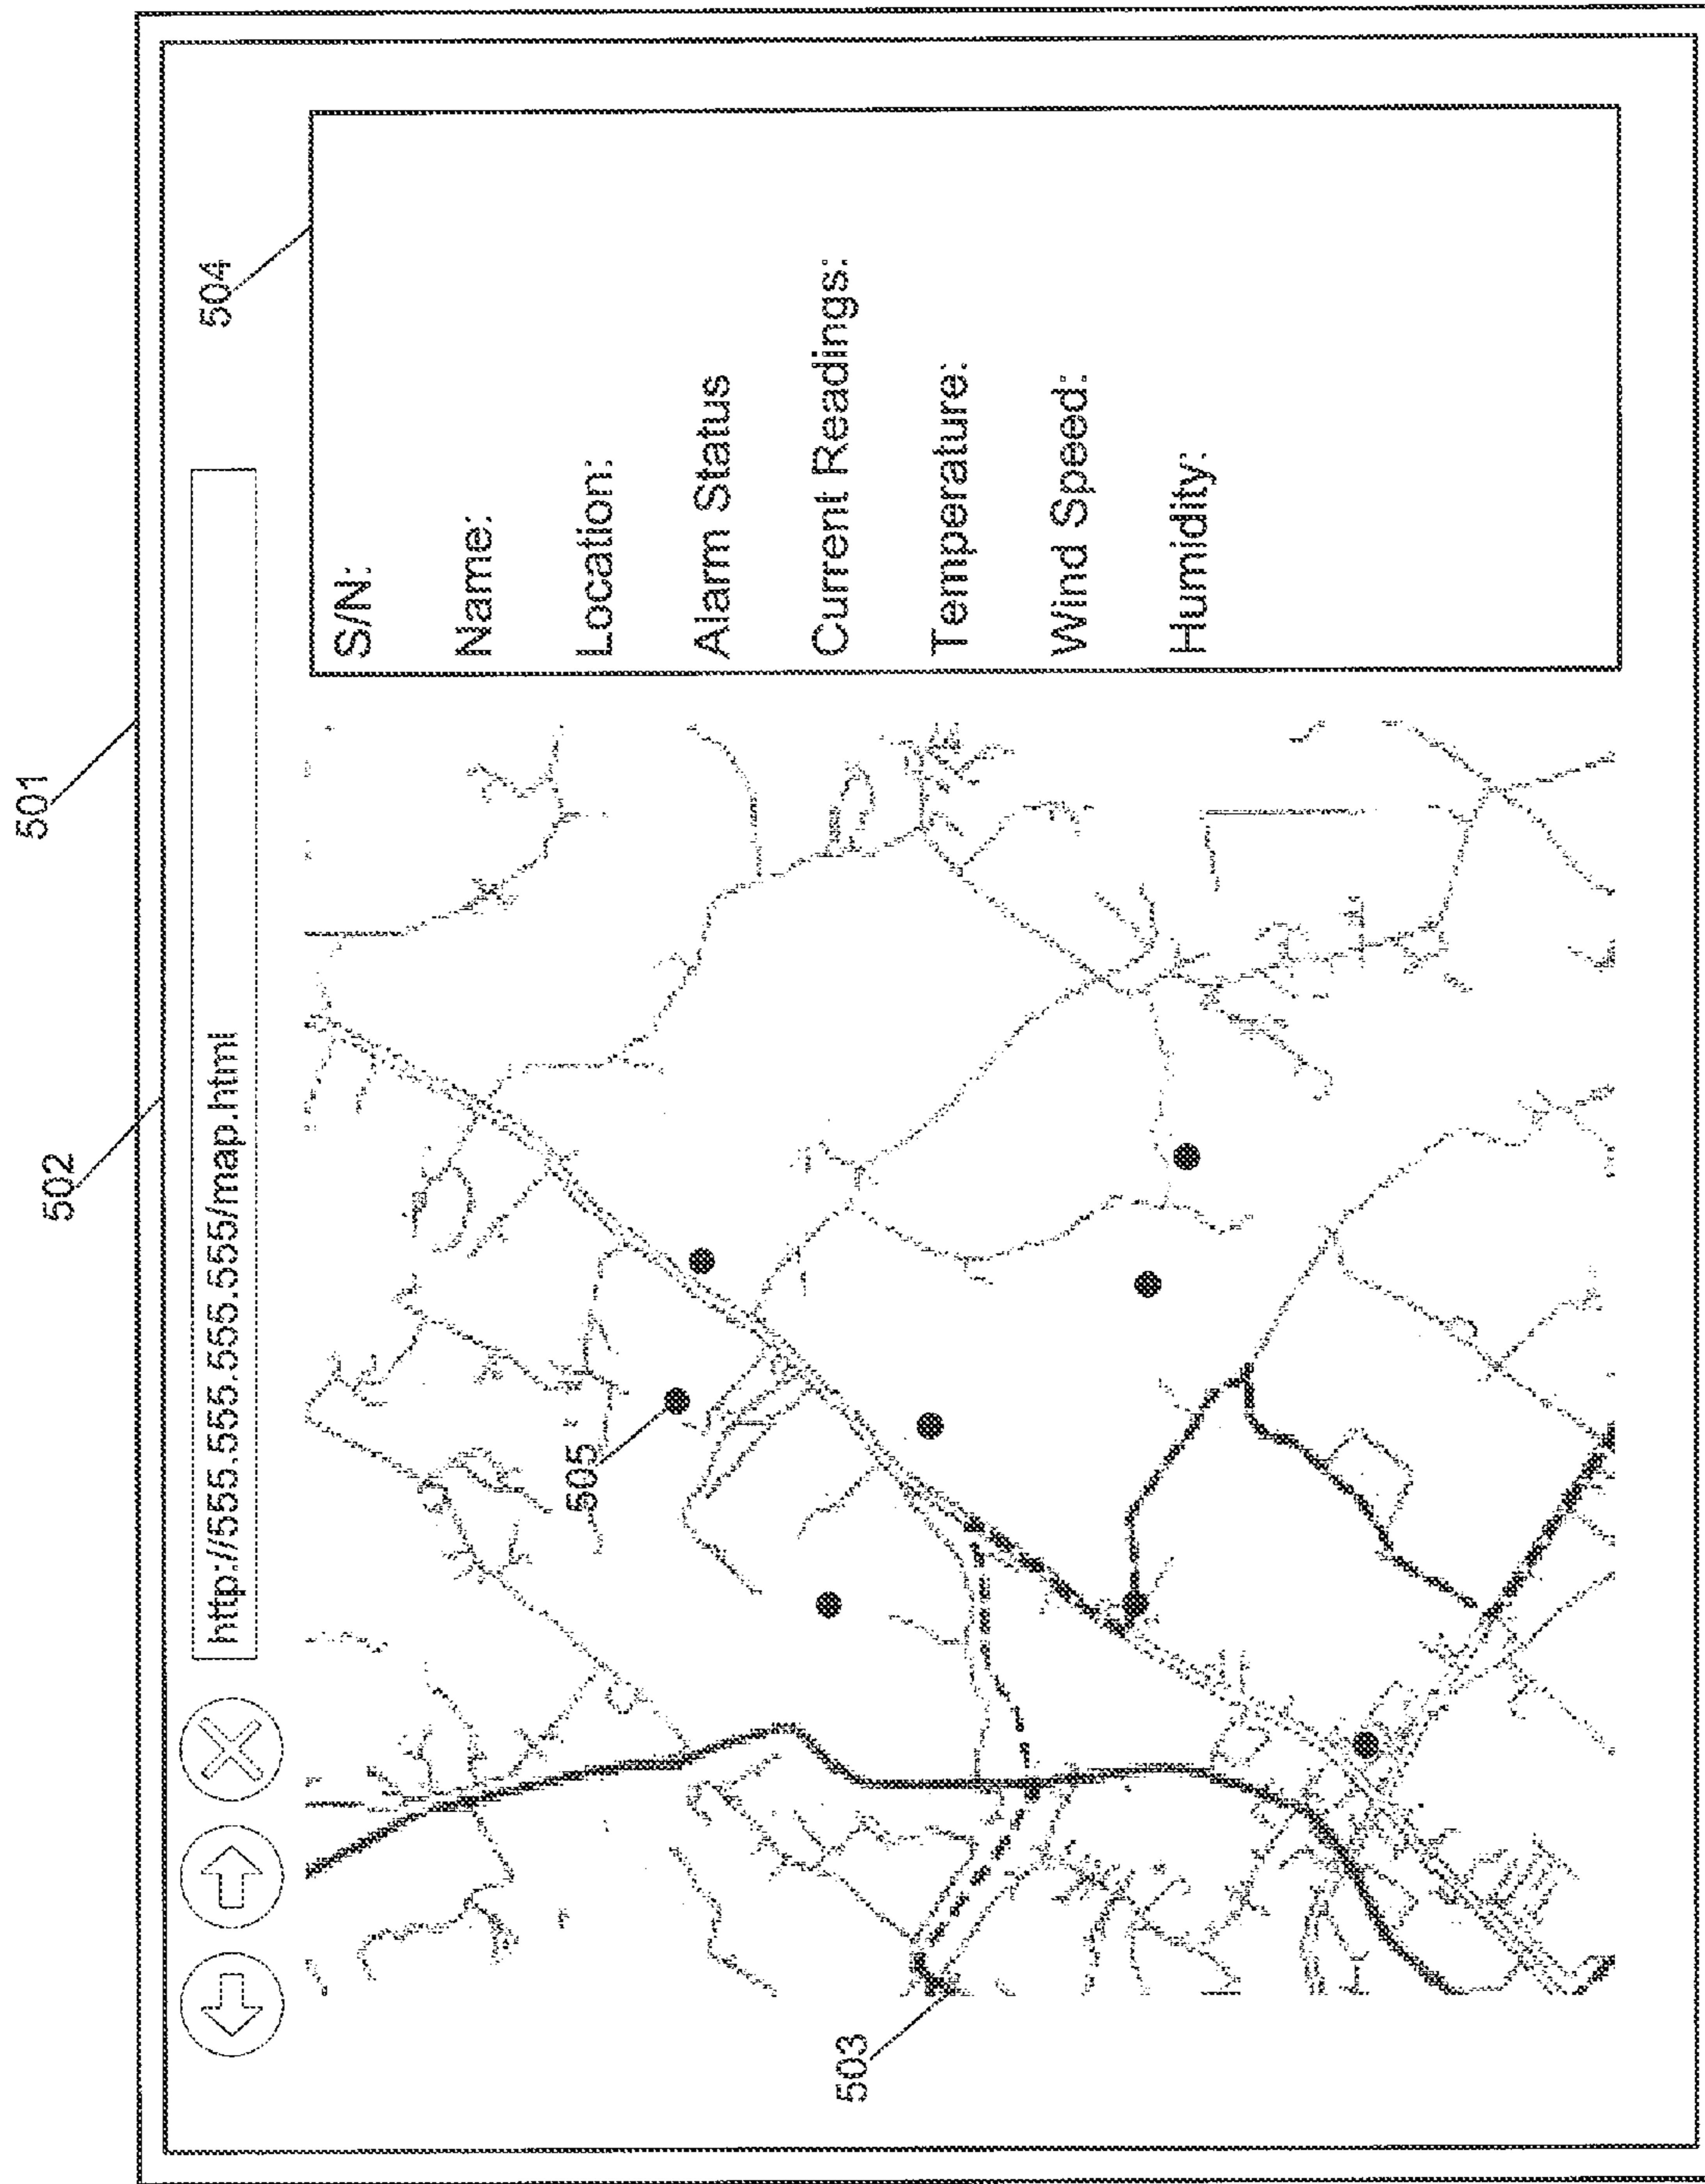 501
502
http://555.555.555.555/map.html
504
S/N:
Name:
Location:
Alarm Status
Current Readings:
Temperature:
Wind Speed:
Humidity:
505
503